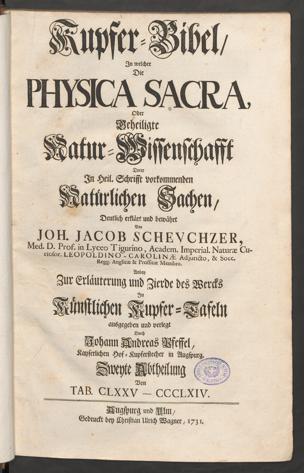 Kupfer-Bibel/
In welcher
Die
PHYSICA SACRA,
Oder
Geheiligte
Natur-Wissenschafft
Derer
In Heil. Schrifft vorkommenden
Natürlichen Sachen/
Deutlich erklärt und bewährt
Von
JOH. JACOB SCHEVCHZER,
Med. D. Prof. in Lyceo Tigurino, Academ. Imperial. Naturæ Cu-
riosor. LEOPOLDINO-CAROLINÆ Adjuncto, & Socc.
Regg. Anglicæ & Prussicæ Membro.
Anbey
Zur Erläuterung und Zierde des Wercks
In
Künstlichen Kupfer-Tafeln
ausgegeben und verlegt
Durch
Johann Andreas Pfeffel,
Kayserlichen Hof-Kupferstecher in Augspurg.
Zweyte Abtheilung
Von
TAB. CLXXV — CCCLXIV.
Augspurg und Ulm/
Gedruckt bey Christian Ulrich Wagner, 1731.